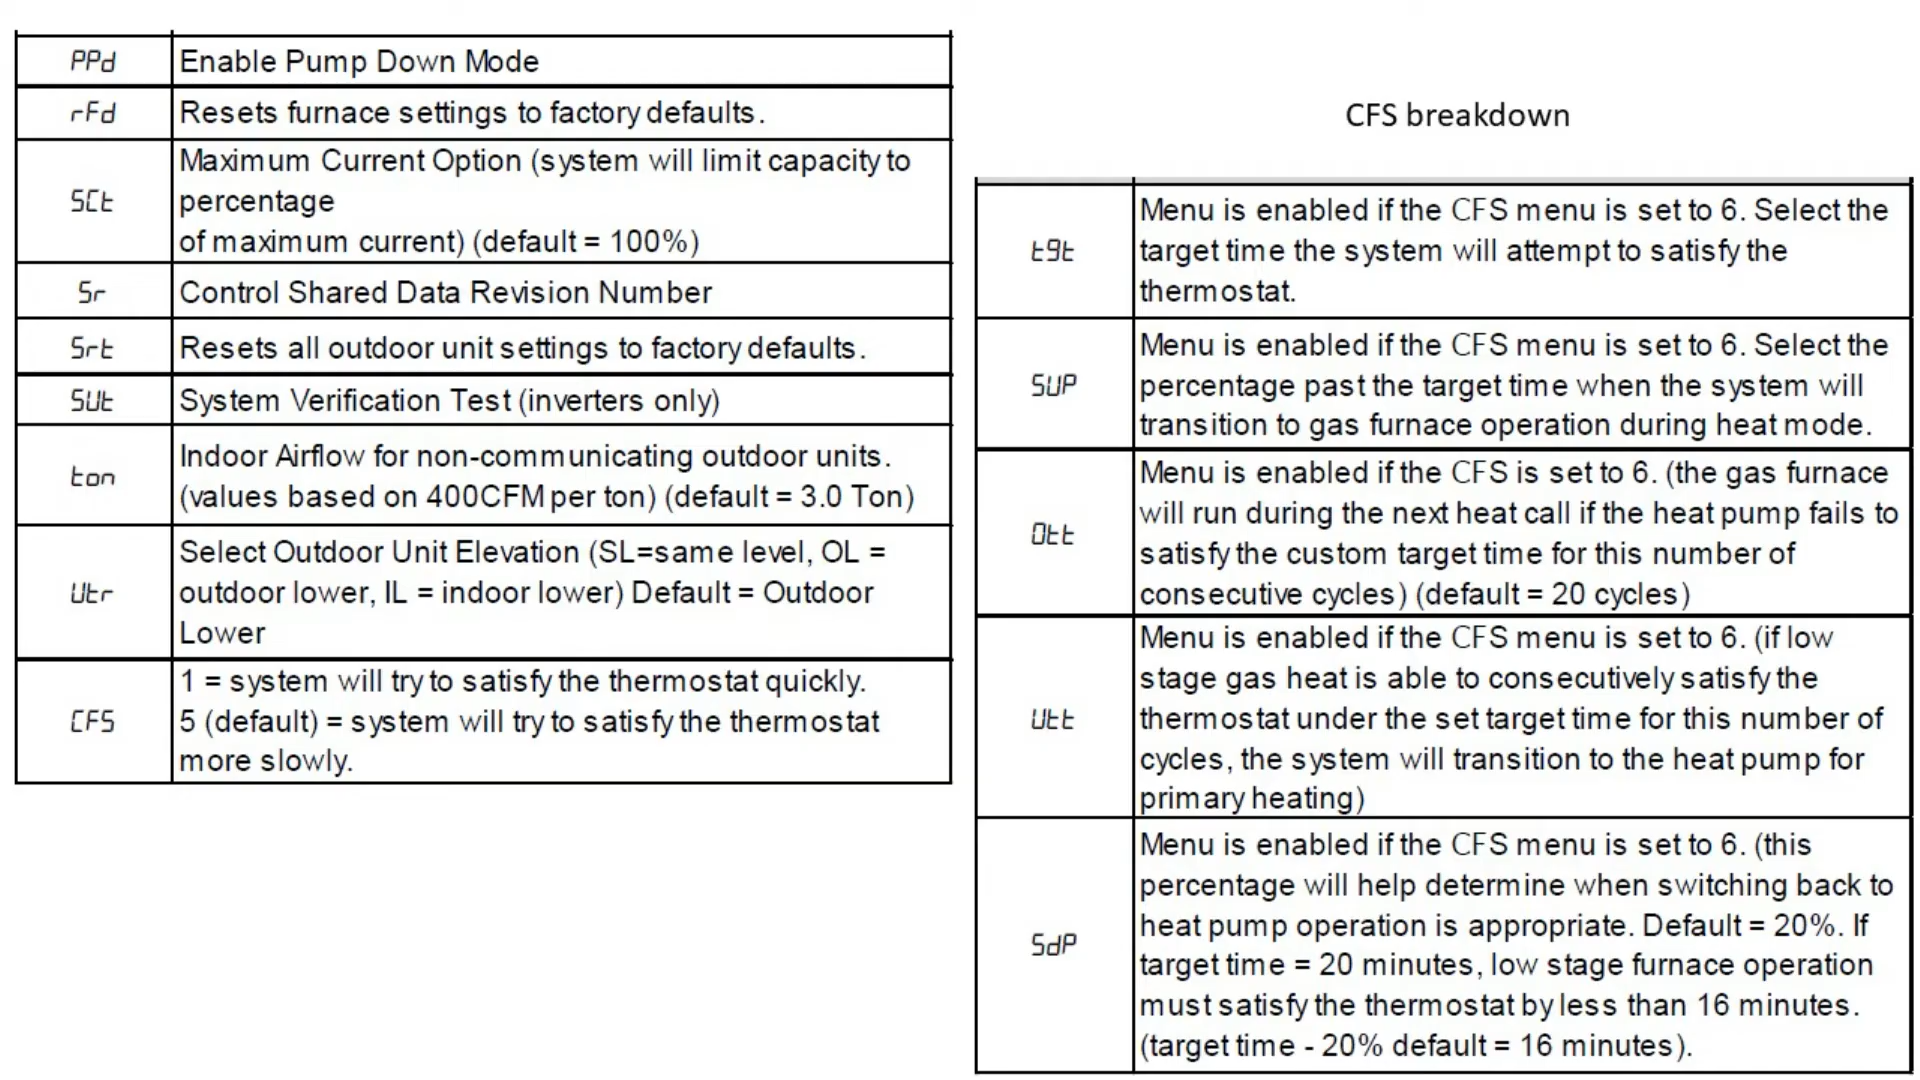 PPd Enable Pump Down Mode
rFd Resets furnace settings to factory defaults.
SCt Maximum Current Option (system will limit capacity to
percentage
of maximum current) (default = 100%)
Sr Control Shared Data Revision Number
Srt Resets all outdoor unit settings to factory defaults.
SUt System Verification Test (inverters only)
ton Indoor Airflow for non-communicating outdoor units.
(values based on 400CFM per ton) (default = 3.0 Ton)
Utr Select Outdoor Unit Elevation (SL=same level, OL =
outdoor lower, IL = indoor lower) Default = Outdoor
Lower
CFS 1 = system will try to satisfy the thermostat quickly.
5 (default) = system will try to satisfy the thermostat
more slowly.
CFS breakdown
tgt Menu is enabled if the CFS menu is set to 6. Select the
target time the system will attempt to satisfy the
thermostat.
SUP Menu is enabled if the CFS menu is set to 6. Select the
percentage past the target time when the system will
transition to gas furnace operation during heat mode.
Ott Menu is enabled if the CFS is set to 6. (the gas furnace
will run during the next heat call if the heat pump fails to
satisfy the custom target time for this number of
consecutive cycles) (default = 20 cycles)
Utt Menu is enabled if the CFS menu is set to 6. (if low
stage gas heat is able to consecutively satisfy the
thermostat under the set target time for this number of
cycles, the system will transition to the heat pump for
primary heating)
SdP Menu is enabled if the CFS menu is set to 6. (this
percentage will help determine when switching back to
heat pump operation is appropriate. Default = 20%. If
target time = 20 minutes, low stage furnace operation
must satisfy the thermostat by less than 16 minutes.
(target time - 20% default = 16 minutes).